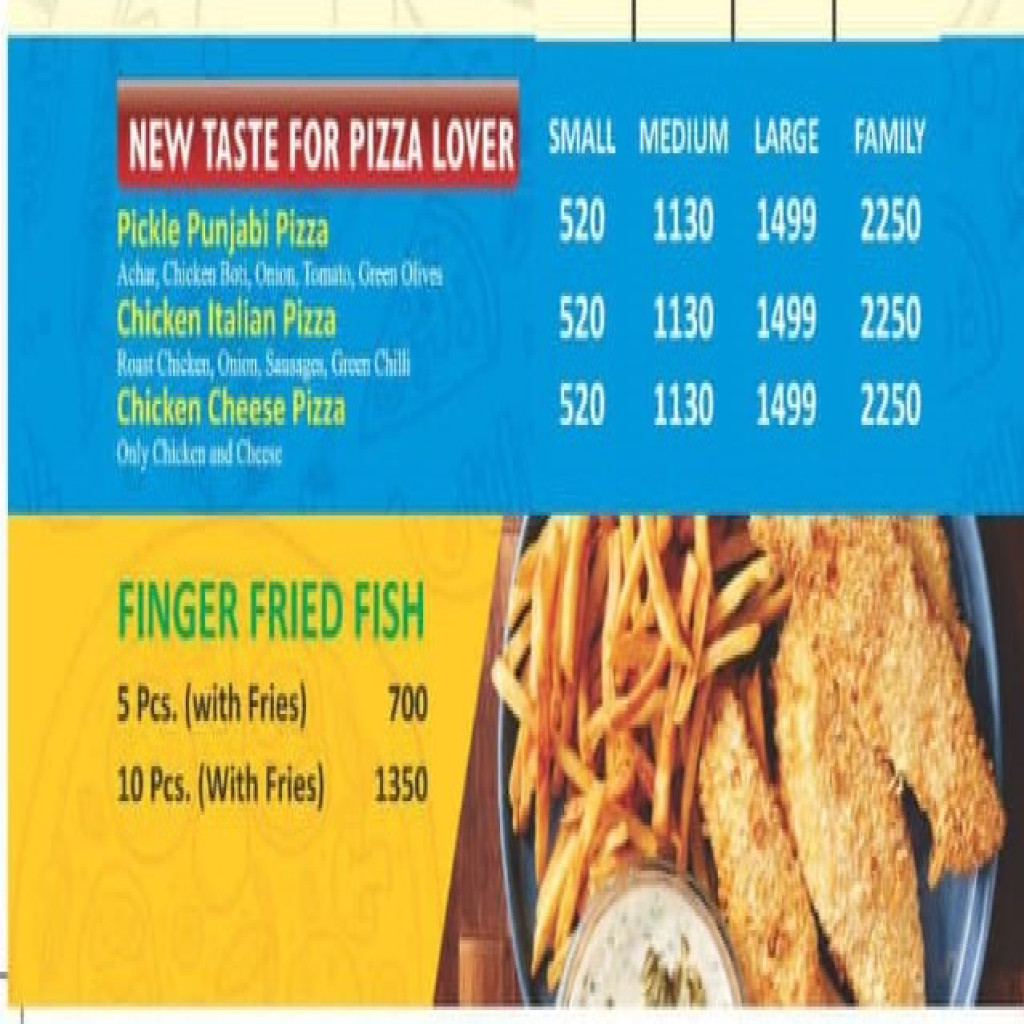 NEW TASTE FOR PIZZA LOVER SMALL MEDIUM LARGE FAMILY
Pickle Punjabi Pizza 520 1130 1499 2250
Achar, Chicken Boti, Onion, Tomato, Green Olives
Chicken Italian Pizza 520 1130 1499 2250
Roast Chicken, Onion, Sausages, Green Chilli
Chicken Cheese Pizza 520 1130 1499 2250
Only Chicken and Cheese
FINGER FRIED FISH
5 Pcs. (with Fries) 700
10 Pcs. (With Fries) 1350